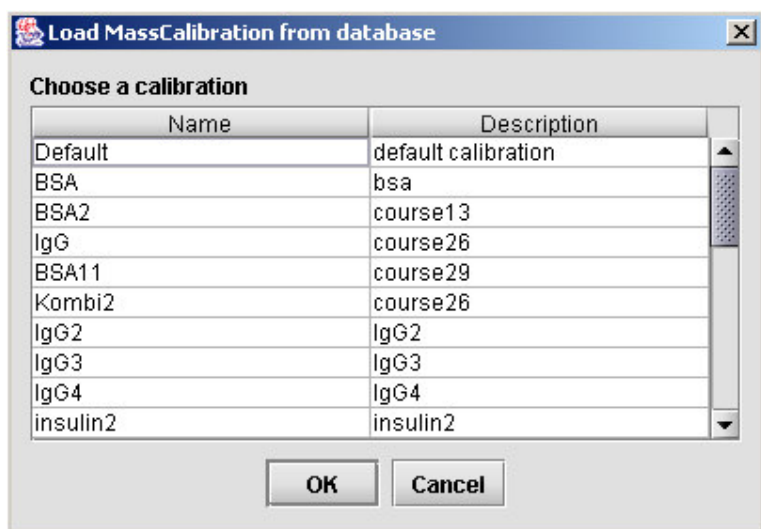 Load MassCalibration from database
Choose a calibration
Name Description
Default default calibration
BSA bsa
BSA2 course13
IgG course26
BSA11 course29
Kombi2 course26
IgG2 IgG2
IgG3 IgG3
IgG4 IgG4
insulin2 insulin2
OK Cancel